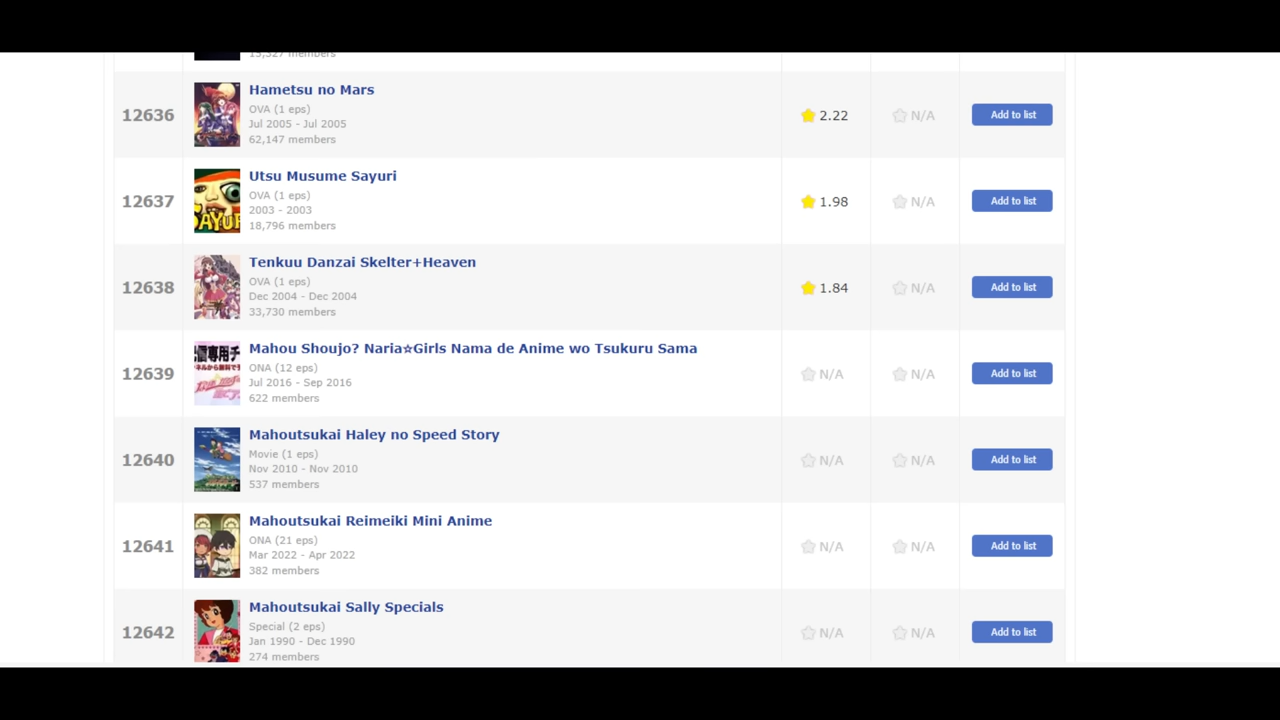 13,327 members
12636
Hametsu no Mars
OVA (1 eps)
Jul 2005 - Jul 2005
62,147 members
2.22
N/A
Add to list
12637
Utsu Musume Sayuri
OVA (1 eps)
2003 - 2003
18,796 members
1.98
N/A
Add to list
12638
Tenkuu Danzai Skelter+Heaven
OVA (1 eps)
Dec 2004 - Dec 2004
33,730 members
1.84
N/A
Add to list
12639
Mahou Shoujo? Naria☆Girls Nama de Anime wo Tsukuru Sama
ONA (12 eps)
Jul 2016 - Sep 2016
622 members
N/A
N/A
Add to list
12640
Mahoutsukai Haley no Speed Story
Movie (1 eps)
Nov 2010 - Nov 2010
537 members
N/A
N/A
Add to list
12641
Mahoutsukai Reimeiki Mini Anime
ONA (21 eps)
Mar 2022 - Apr 2022
382 members
N/A
N/A
Add to list
12642
Mahoutsukai Sally Specials
Special (2 eps)
Jan 1990 - Dec 1990
274 members
N/A
N/A
Add to list